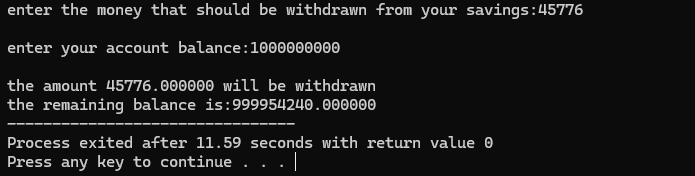 enter the money that should be withdrawn from your savings:45776
enter your account balance:1000000000
the amount 45776.000000 will be withdrawn
the remaining balance is:999954240.000000
--------------------------------
Process exited after 11.59 seconds with return value 0
Press any key to continue . . .